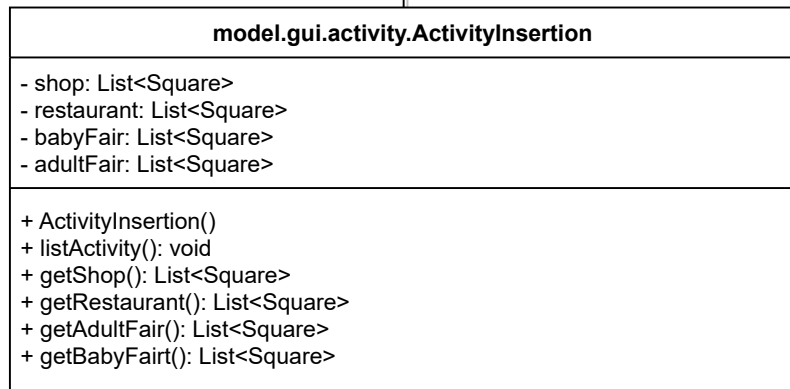 model.gui.activity.ActivityInsertion
- shop: List<Square>
- restaurant: List<Square>
- babyFair: List<Square>
- adultFair: List<Square>
+ ActivityInsertion()
+ listActivity(): void
+ getShop(): List<Square>
+ getRestaurant(): List<Square>
+ getAdultFair(): List<Square>
+ getBabyFairt(): List<Square>